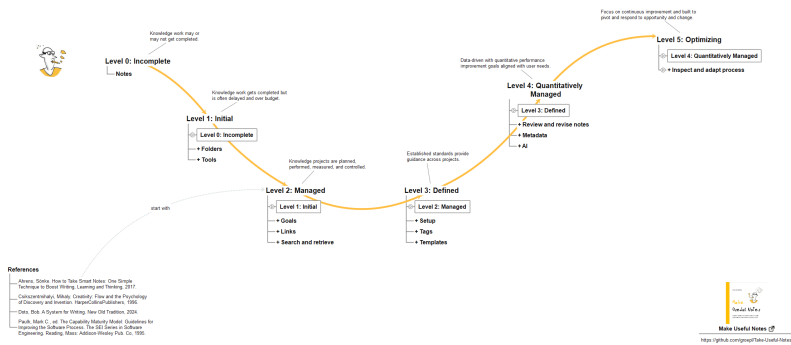 Focus on continuous improvement and built to
pivot and respond to opportunity and change
Level 5: Optimizing
Level 4: Quantitatively Managed
+ Inspect and adapt process
Knowledge work may or
may not get completed.
Level 0: Incomplete
Notes
Data-driven with quantitative performance
improvement goals aligned with user needs.
Level 4: Quantitatively
Managed
Level 3: Defined
+ Review and revise notes
+ Metadata
+ AI
Knowledge work gets completed but
is often delayed and over budget.
Level 1: Initial
Level 0: Incomplete
+ Folders
+ Tools
Knowledge projects are planned,
performed, measured, and controlled.
Level 2: Managed
Level 1: Initial
+ Goals
+ Links
+ Search and retrieve
Established standards provide
guidance across projects.
Level 3: Defined
Level 2: Managed
+ Setup
+ Tags
+ Templates
start with
References
Ahrens, Sönke. How to Take Smart Notes: One Simple
Technique to Boost Writing, Learning and Thinking. 2017.
Csikszentmihalyi, Mihaly. Creativity: Flow and the Psychology
of Discovery and Invention. HarperCollinsPublishers, 1996.
Doto, Bob. A System for Writing. New Old Tradition, 2024.
Paulk, Mark C., ed. The Capability Maturity Model: Guidelines for
Improving the Software Process. The SEI Series in Software
Engineering. Reading, Mass: Addison-Wesley Pub. Co, 1995.
Take
Useful Notes
Make Useful Notes